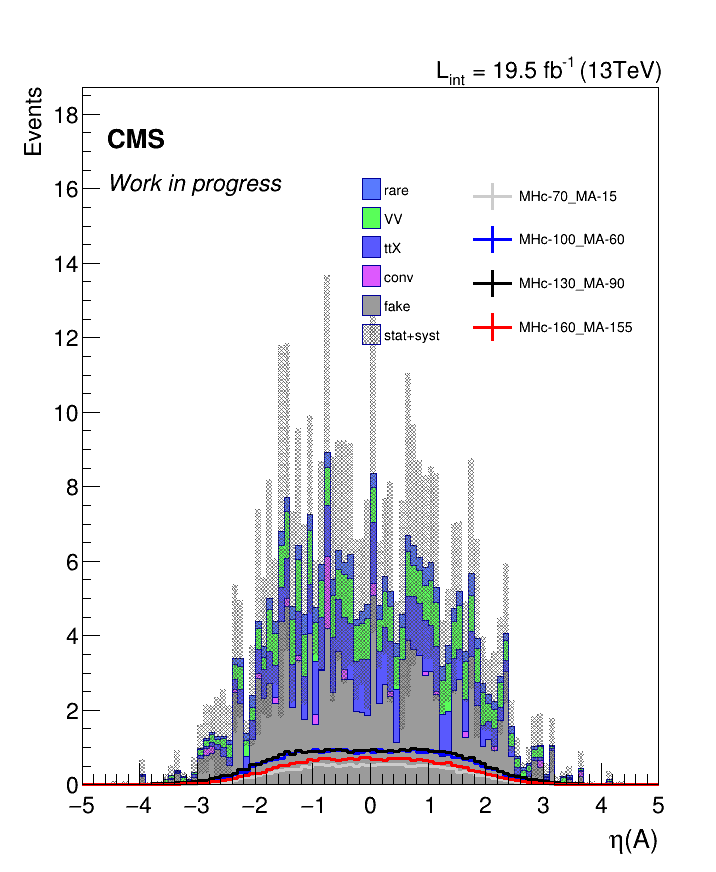 L_int = 19.5 fb^-1 (13TeV)
Events
18
16
14
12
10
8
6
4
2
0
CMS
Work in progress
rare
VV
ttX
conv
fake
stat+syst
MHc-70_MA-15
MHc-100_MA-60
MHc-130_MA-90
MHc-160_MA-155
−5 −4 −3 −2 −1 0 1 2 3 4 5
η(A)